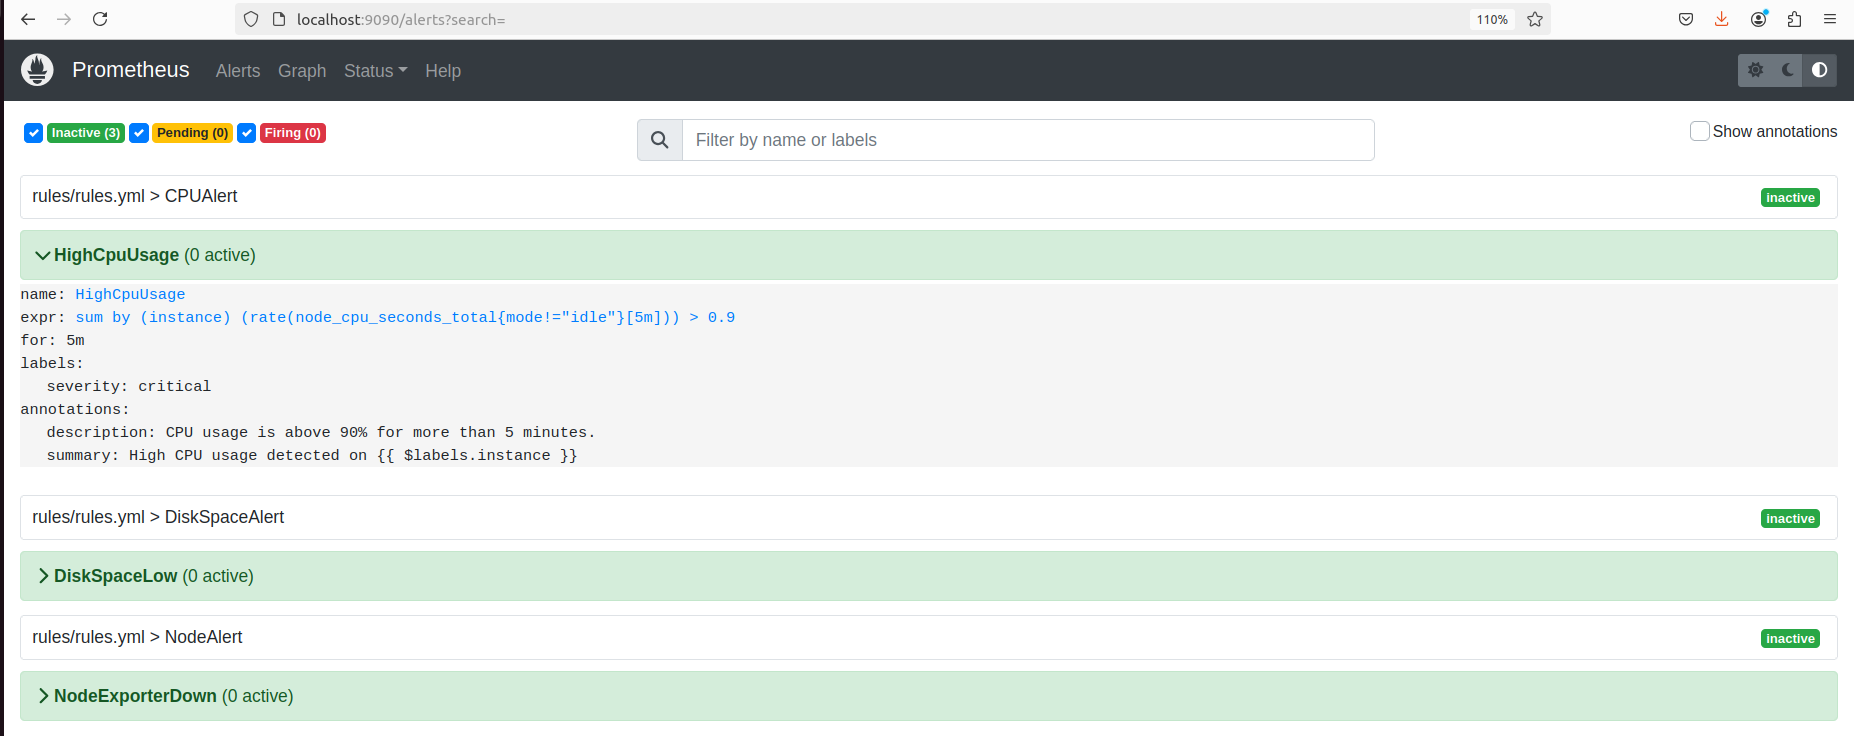 localhost:9090/alerts?search=
110%
Prometheus Alerts Graph Status Help
Inactive (3) Pending (0) Firing (0)
Filter by name or labels
Show annotations
rules/rules.yml > CPUAlert
inactive
HighCpuUsage (0 active)
name: HighCpuUsage
expr: sum by (instance) (rate(node_cpu_seconds_total{mode!="idle"}[5m])) > 0.9
for: 5m
labels:
severity: critical
annotations:
description: CPU usage is above 90% for more than 5 minutes.
summary: High CPU usage detected on {{ $labels.instance }}
rules/rules.yml > DiskSpaceAlert
inactive
DiskSpaceLow (0 active)
rules/rules.yml > NodeAlert
inactive
NodeExporterDown (0 active)